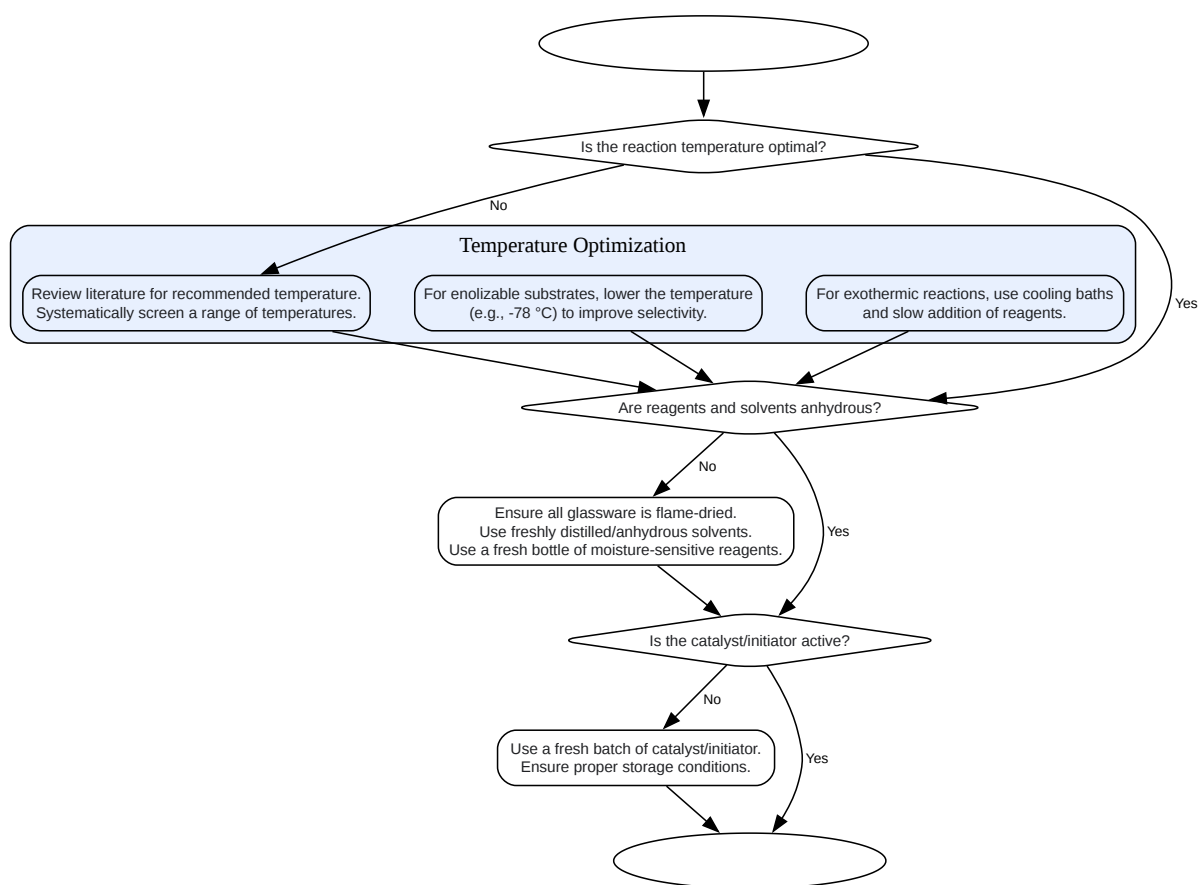 Is the reaction temperature optimal?
No
Temperature Optimization
Review literature for recommended temperature.
Systematically screen a range of temperatures.
For enolizable substrates, lower the temperature
(e.g., -78 °C) to improve selectivity.
For exothermic reactions, use cooling baths
and slow addition of reagents.
Yes
Are reagents and solvents anhydrous?
No
Ensure all glassware is flame-dried.
Use freshly distilled/anhydrous solvents.
Use a fresh bottle of moisture-sensitive reagents.
Yes
Is the catalyst/initiator active?
No
Use a fresh batch of catalyst/initiator.
Ensure proper storage conditions.
Yes